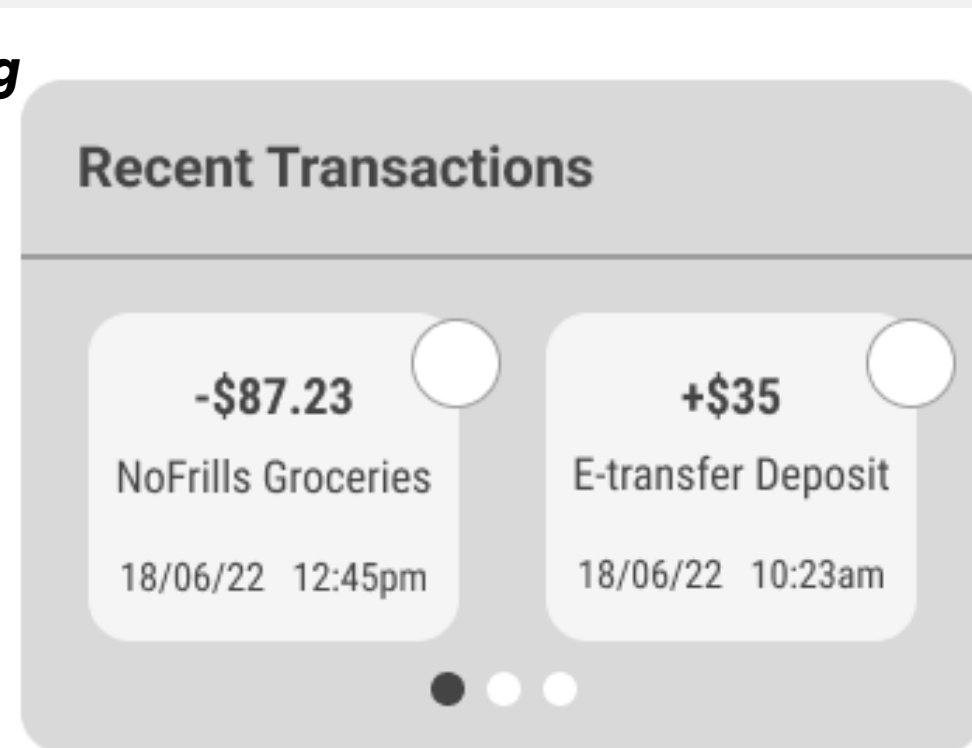 g
Recent Transactions
-$87.23
NoFrills Groceries
18/06/22 12:45pm
+$35
E-transfer Deposit
18/06/22 10:23am